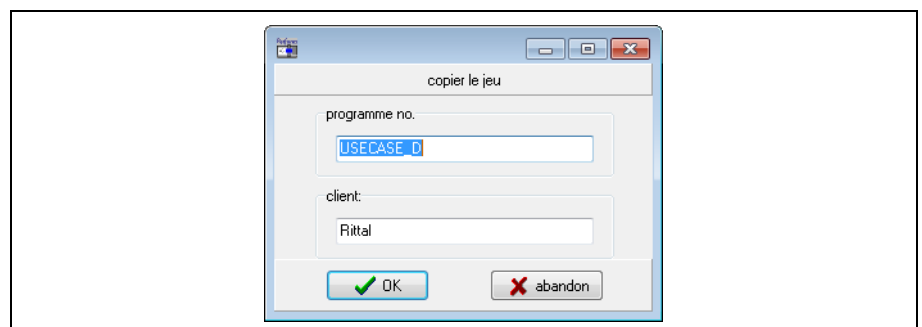 copier le jeu
programme no.
USECASE_D
client:
Rittal
OK
abandon